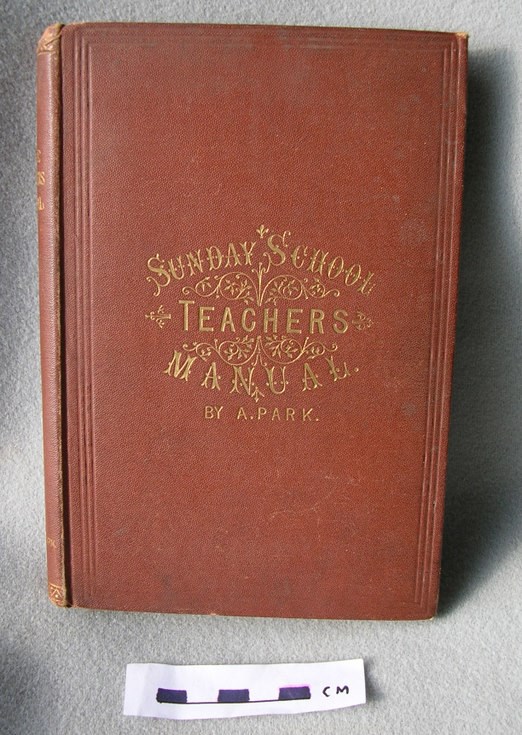 SUNDAY SCHOOL
TEACHERS
MANUAL.
BY A. PARK.
CM